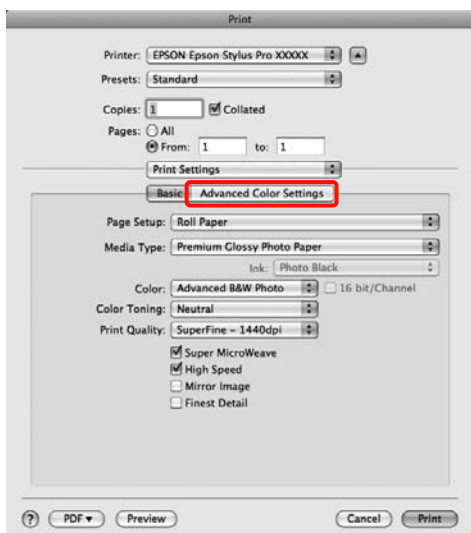 Print
Printer: EPSON Epson Stylus Pro XXXXX
Presets: Standard
Copies: 1 Collated
Pages: All
From: 1 to: 1
Print Settings
Basic Advanced Color Settings
Page Setup: Roll Paper
Media Type: Premium Glossy Photo Paper
Ink: Photo Black
Color: Advanced B&W Photo 16 bit/Channel
Color Toning: Neutral
Print Quality: SuperFine - 1440dpi
Super MicroWeave
High Speed
Mirror Image
Finest Detail
? PDF Preview Cancel Print